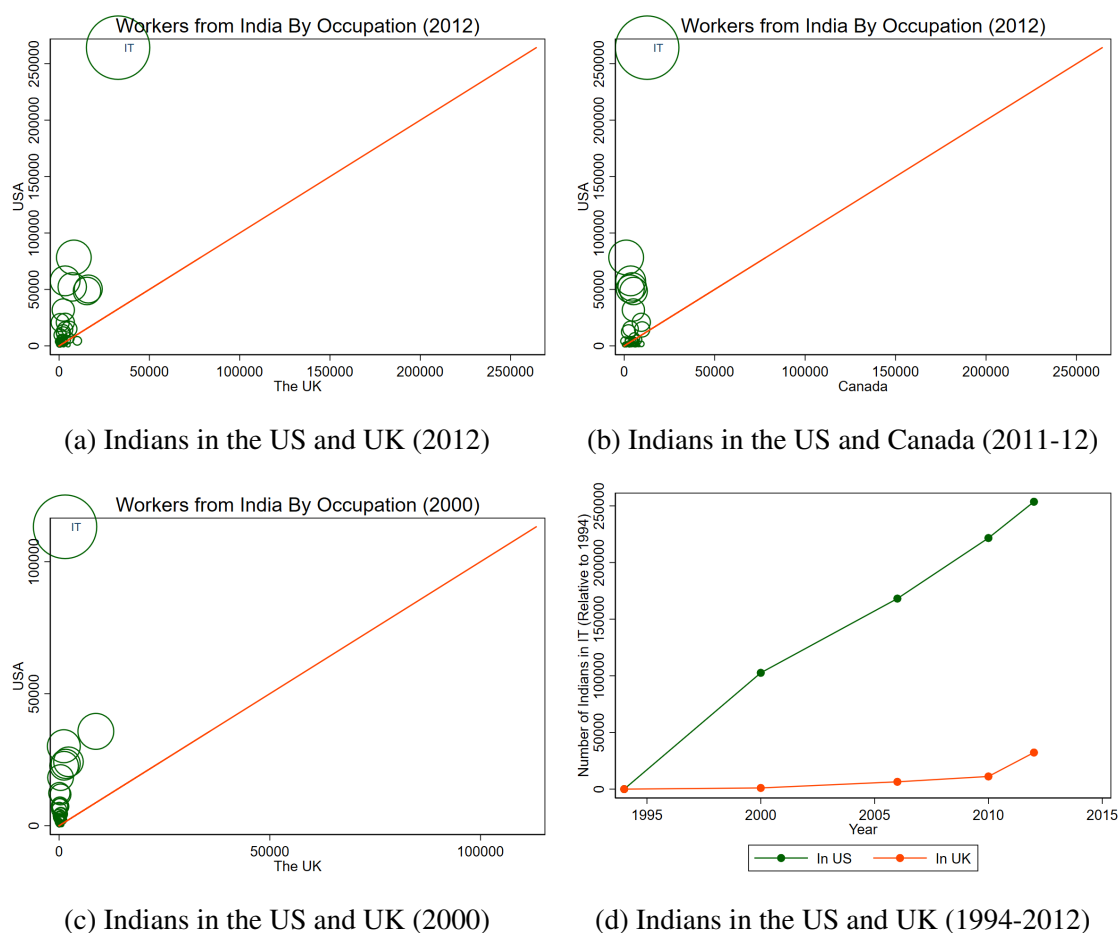 Workers from India By Occupation (2012)
IT
USA
250000
200000
150000
100000
50000
0
0 50000 100000 150000 200000 250000
The UK
(a) Indians in the US and UK (2012)
Workers from India By Occupation (2012)
IT
USA
250000
200000
150000
100000
50000
0
0 50000 100000 150000 200000 250000
Canada
(b) Indians in the US and Canada (2011-12)
Workers from India By Occupation (2000)
IT
USA
100000
50000
0
0 50000 100000
The UK
(c) Indians in the US and UK (2000)
Number of Indians in IT (Relative to 1994)
250000
200000
150000
100000
50000
0
1995 2000 2005 2010 2015
Year
In US In UK
(d) Indians in the US and UK (1994-2012)